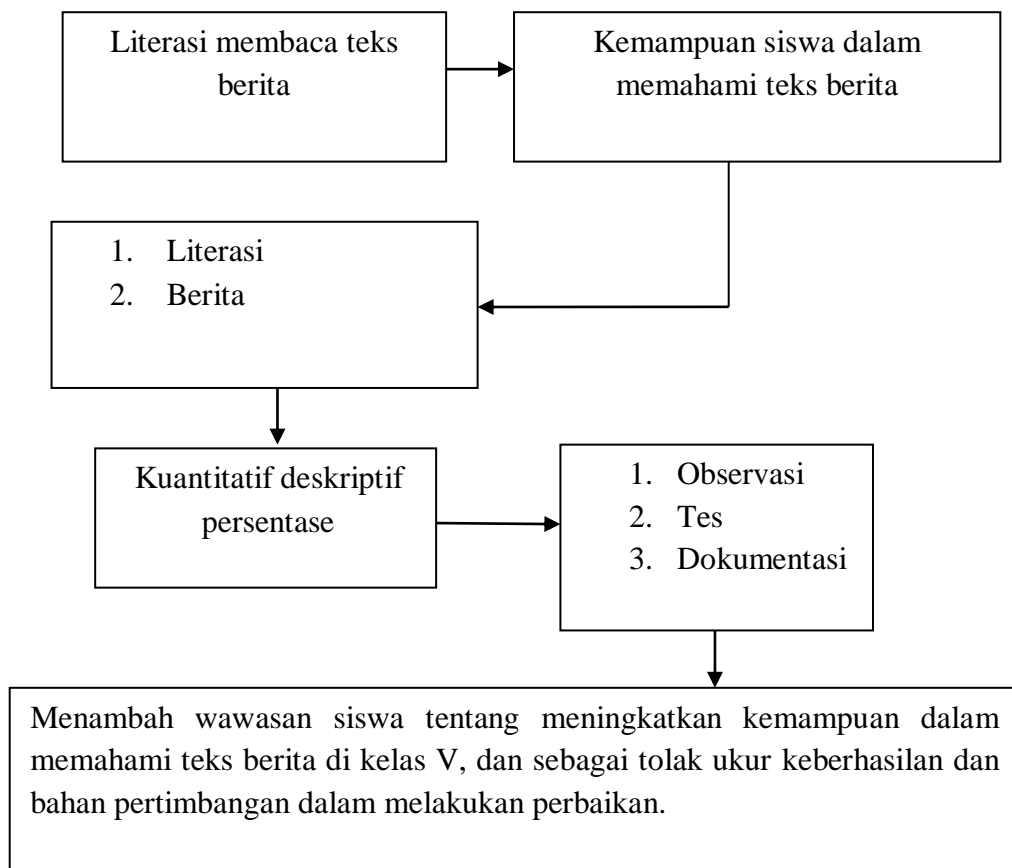 Literasi membaca teks
berita
Kemampuan siswa dalam
memahami teks berita
1. Literasi
2. Berita
Kuantitatif deskriptif
persentase
1. Observasi
2. Tes
3. Dokumentasi
Menambah wawasan siswa tentang meningkatkan kemampuan dalam
memahami teks berita di kelas V, dan sebagai tolak ukur keberhasilan dan
bahan pertimbangan dalam melakukan perbaikan.